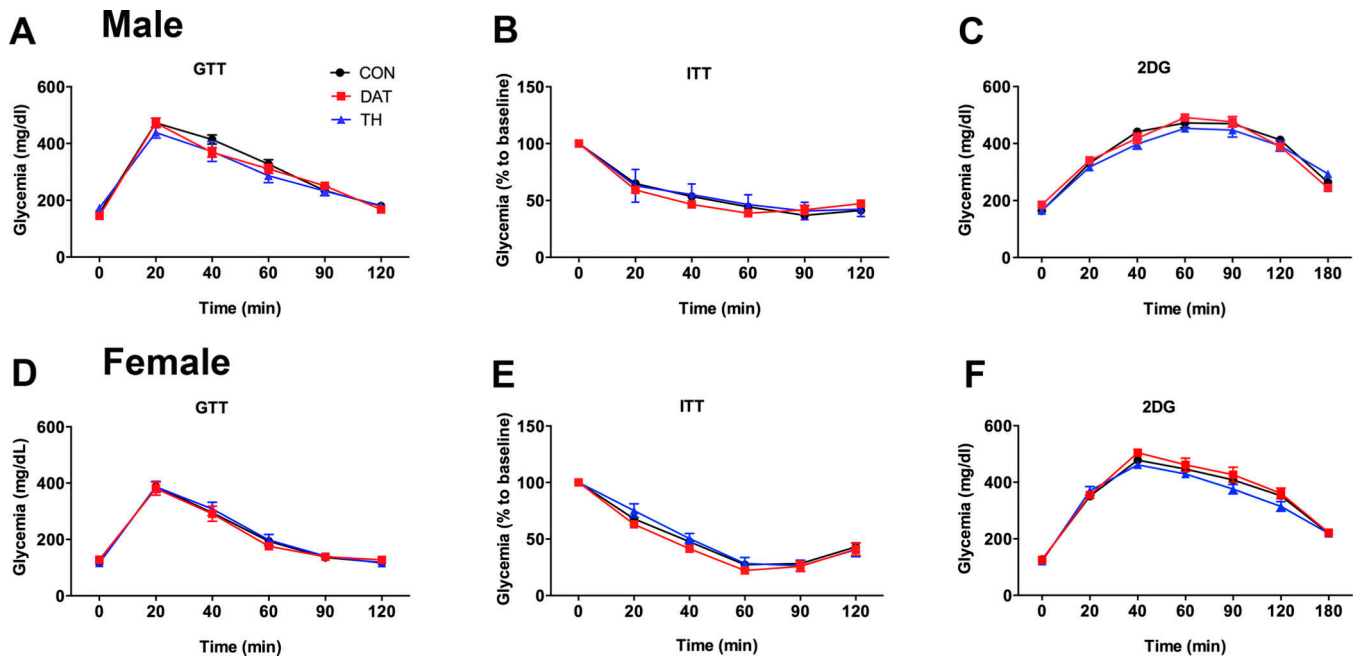 A Male
GTT
CON
DAT
TH
Glycemia (mg/dl)
600
400
200
0
0 20 40 60 90 120
Time (min)
B
ITT
Glycemia (% to baseline)
150
100
50
0
0 20 40 60 90 120
Time (min)
C
2DG
Glycemia (mg/dl)
600
400
200
0
0 20 40 60 90 120 180
Time (min)
D Female
GTT
Glycemia (mg/dL)
600
400
200
0
0 20 40 60 90 120
Time (min)
E
ITT
Glycemia (% to baseline)
150
100
50
0
0 20 40 60 90 120
Time (min)
F
2DG
Glycemia (mg/dl)
600
400
200
0
0 20 40 60 90 120 180
Time (min)